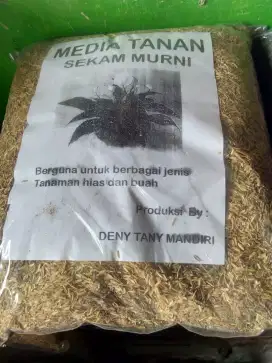 MEDIA TANAN
SEKAM MURNI
Berguna untuk berbagai jenis
Tanaman hias dan buah
Produksi By :
DENY TANY MANDIRI